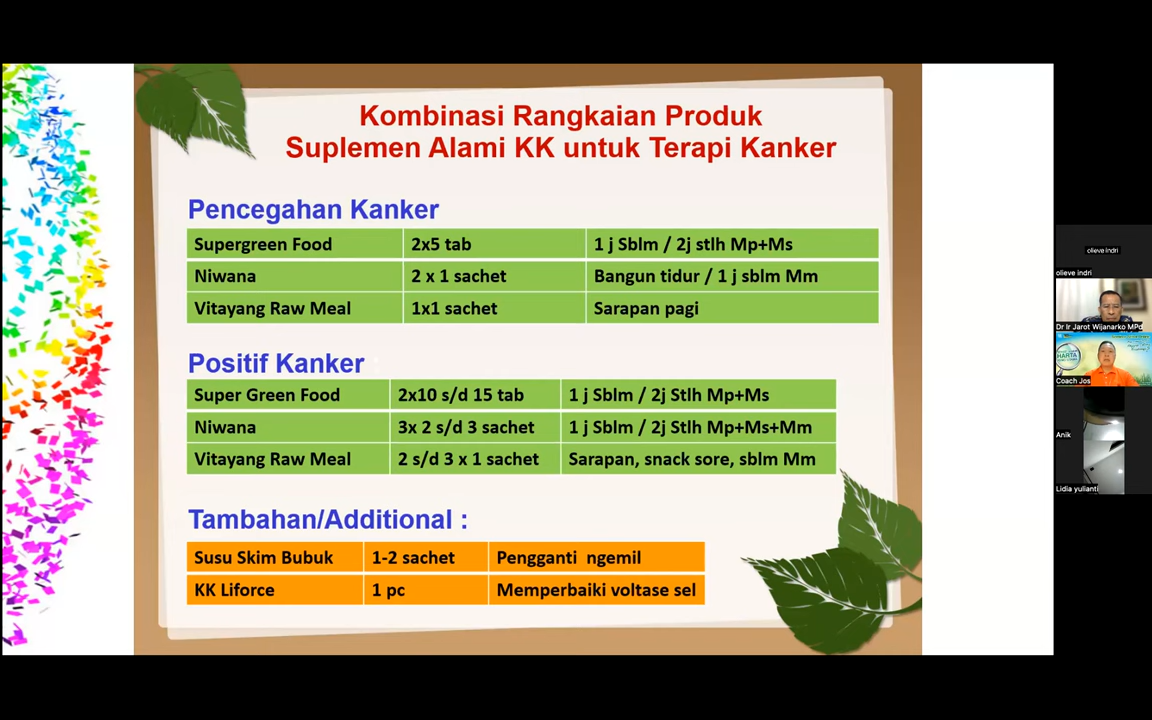 Kombinasi Rangkaian Produk
Suplemen Alami KK untuk Terapi Kanker
Pencegahan Kanker
Supergreen Food 2x5 tab 1 j Sblm / 2j stlh Mp+Ms
Niwana 2 x 1 sachet Bangun tidur / 1 j sblm Mm
Vitayang Raw Meal 1x1 sachet Sarapan pagi
Positif Kanker :
Super Green Food 2x10 s/d 15 tab 1 j Sblm / 2j Stlh Mp+Ms
Niwana 3x 2 s/d 3 sachet 1 j Sblm / 2j Stlh Mp+Ms+Mm
Vitayang Raw Meal 2 s/d 3 x 1 sachet Sarapan, snack sore, sblm Mm
Tambahan/Additional :
Susu Skim Bubuk 1-2 sachet Pengganti ngemil
KK Liforce 1 pc Memperbaiki voltase sel
olieve indri
olieve indri
Dr Ir Jarot Wijanarko MPd
HARTA
Coach Jos
Anik
Lidia yulianti